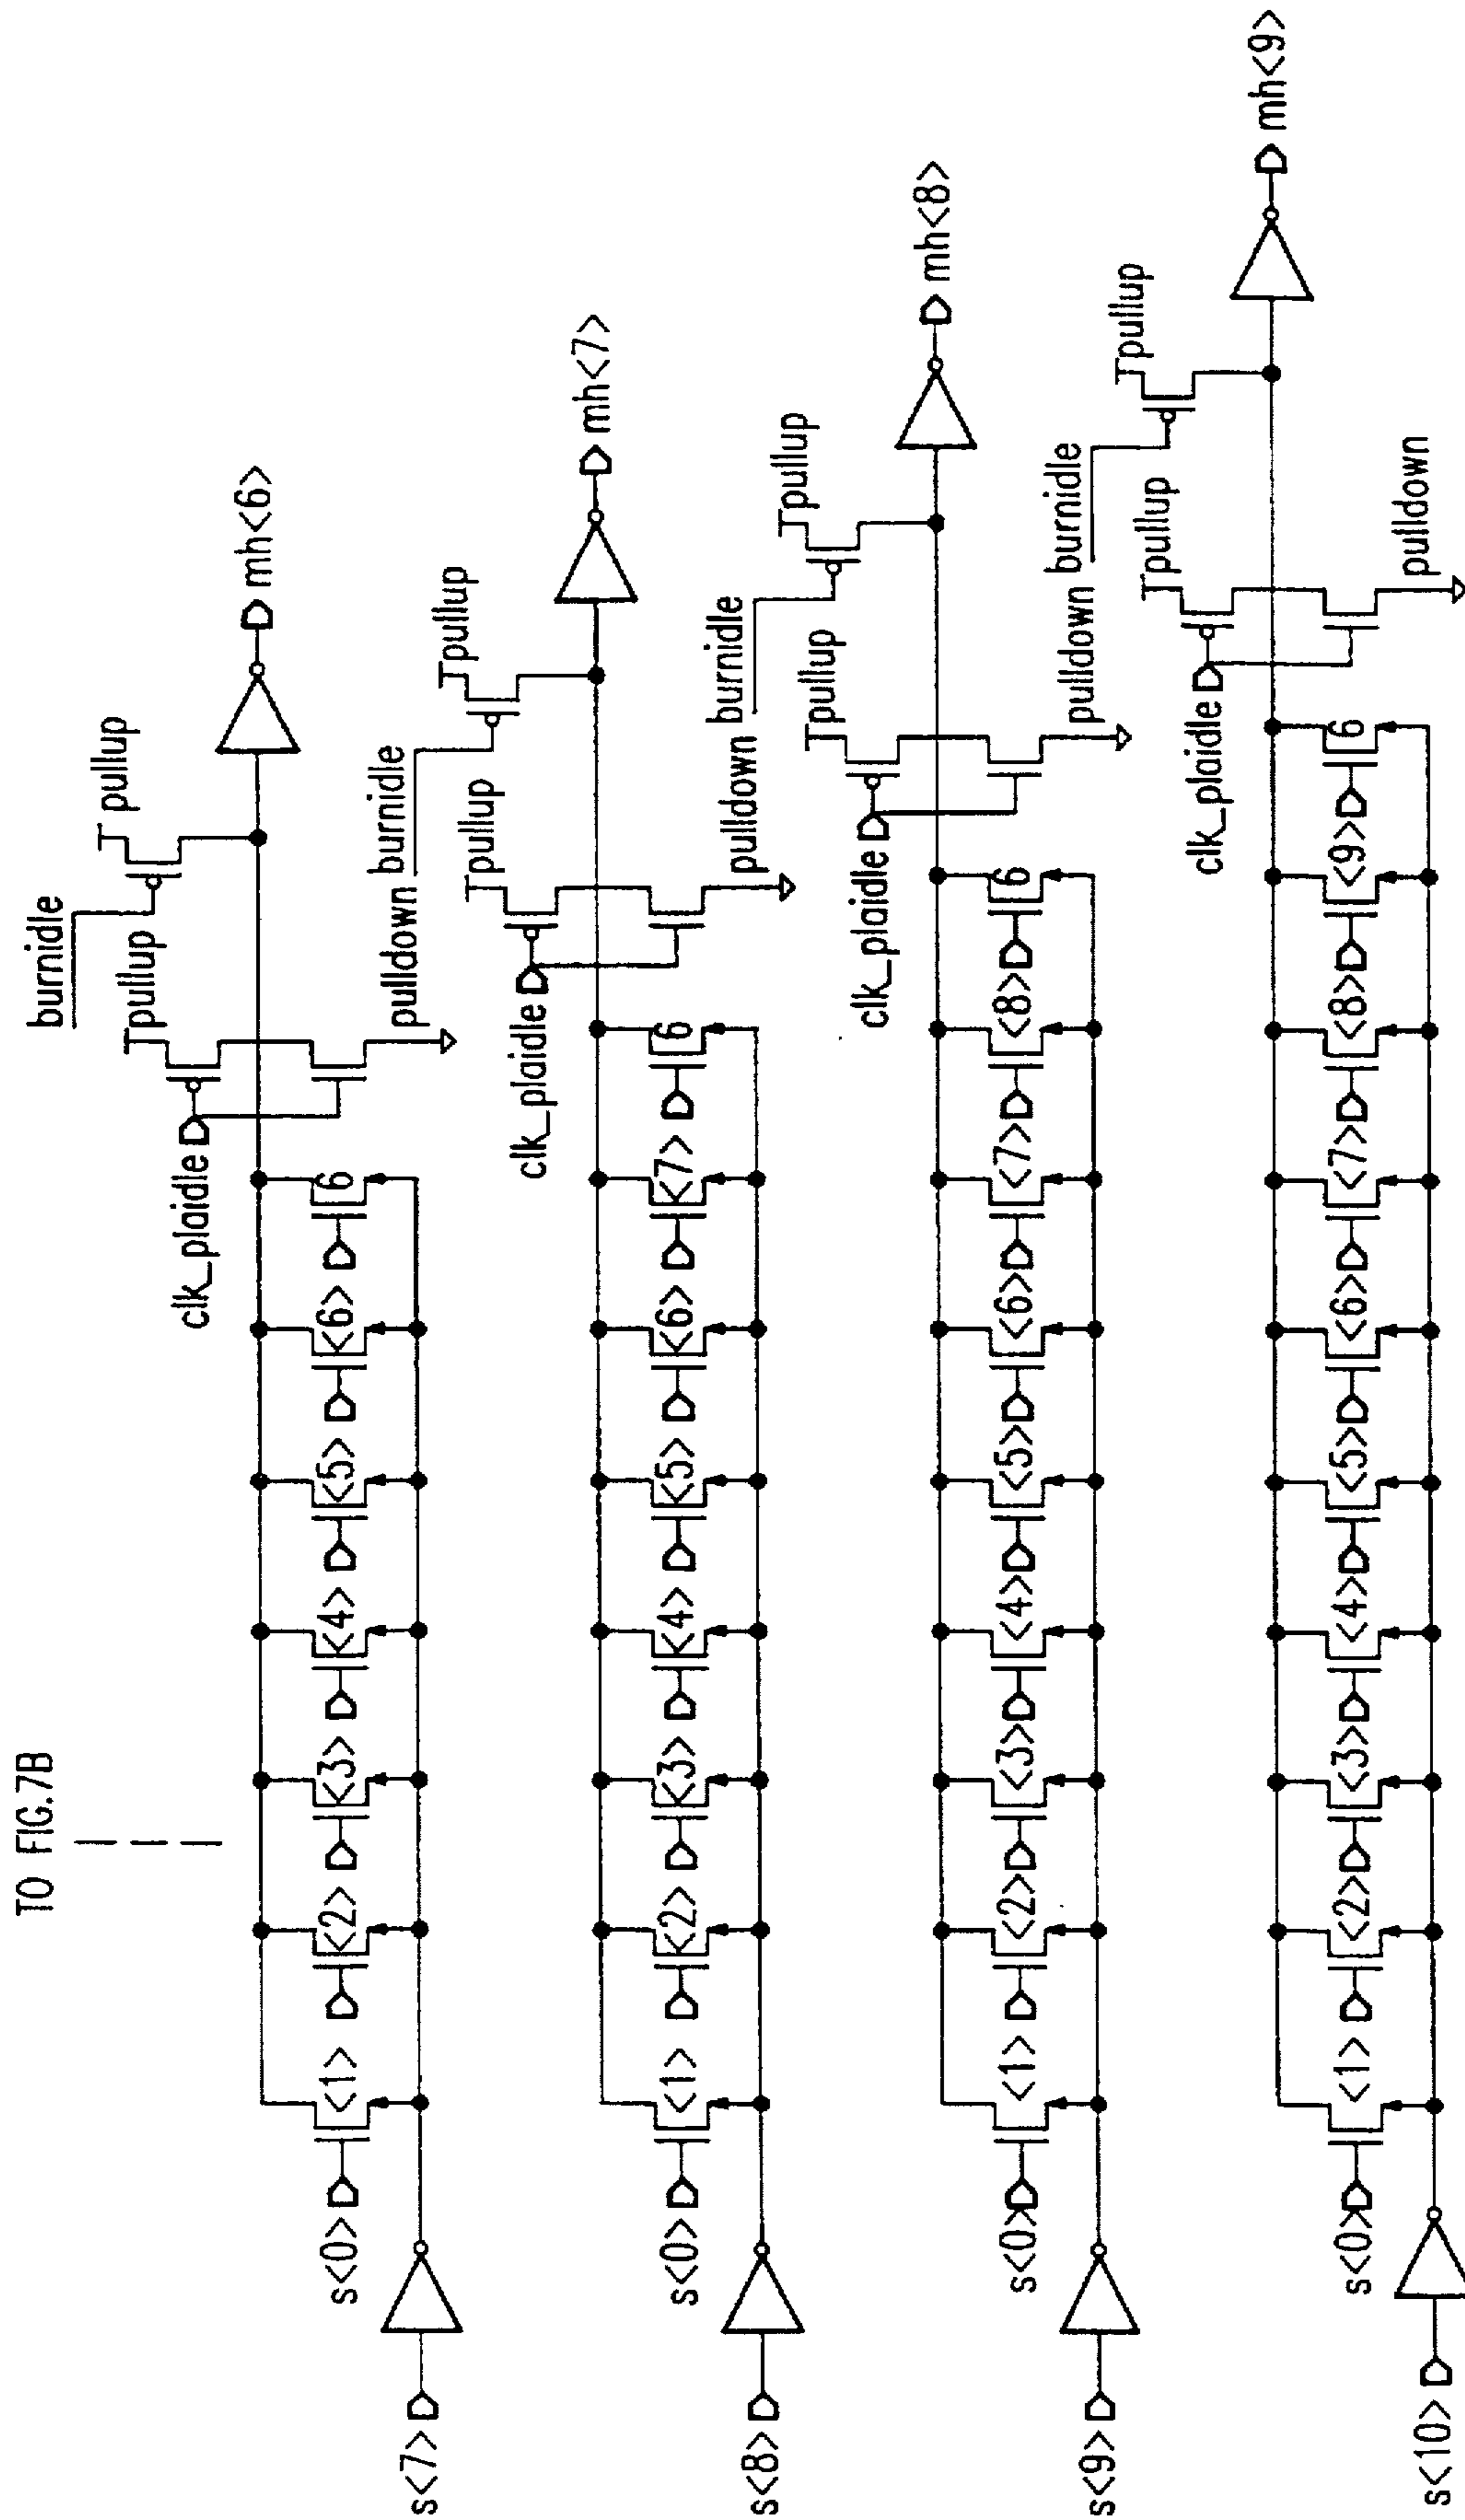 TO FIG.7B
burnidle
pullup
pullup
clk_plaidle
pulldown
mh<6>
s<0> <1> <2> <3> <4> <5> <6> 6
s<7>
burnidle
pullup
pullup
clk_plaidle
pulldown
mh<7>
s<0> <1> <2> <3> <4> <5> <6> <7> 6
s<8>
burnidle
pullup
pullup
clk_plaidle
pulldown
mh<8>
s<0> <1> <2> <3> <4> <5> <6> <7> <8> 6
s<9>
burnidle
pullup
pullup
clk_plaidle
pulldown
mh<9>
s<0> <1> <2> <3> <4> <5> <6> <7> <8> <9> 6
s<10>